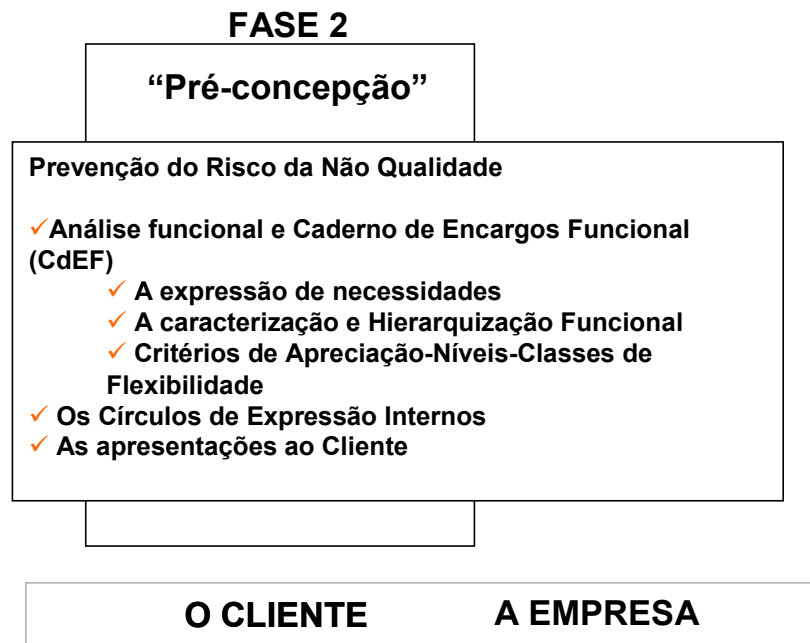 FASE 2
“Pré-concepção”
Prevenção do Risco da Não Qualidade
✓Análise funcional e Caderno de Encargos Funcional
(CdEF)
✓ A expressão de necessidades
✓ A caracterização e Hierarquização Funcional
✓ Critérios de Apreciação-Níveis-Classes de
Flexibilidade
✓ Os Círculos de Expressão Internos
✓ As apresentações ao Cliente
O CLIENTE A EMPRESA